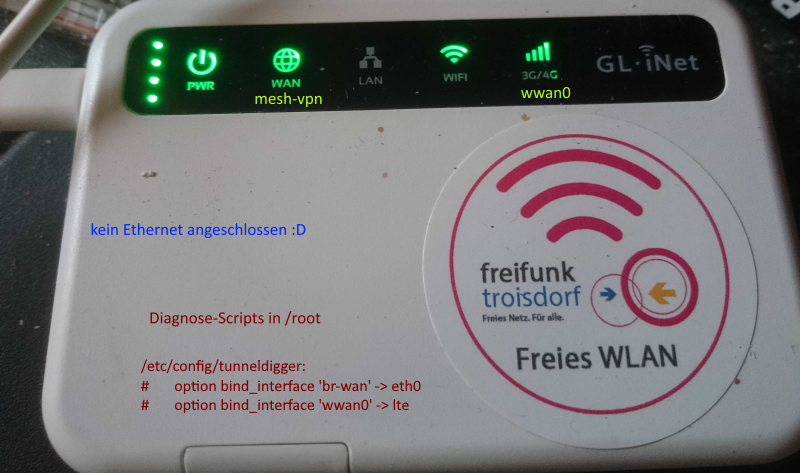 PWR
WAN
LAN
WIFI
3G/4G
GL·iNet
mesh-vpn
wwan0
kein Ethernet angeschlossen :D
freifunk
troisdorf
Freies Netz. Für alle.
Freies WLAN
Diagnose-Scripts in /root
/etc/config/tunneldigger:
# option bind_interface 'br-wan' -> eth0
# option bind_interface 'wwan0' -> lte